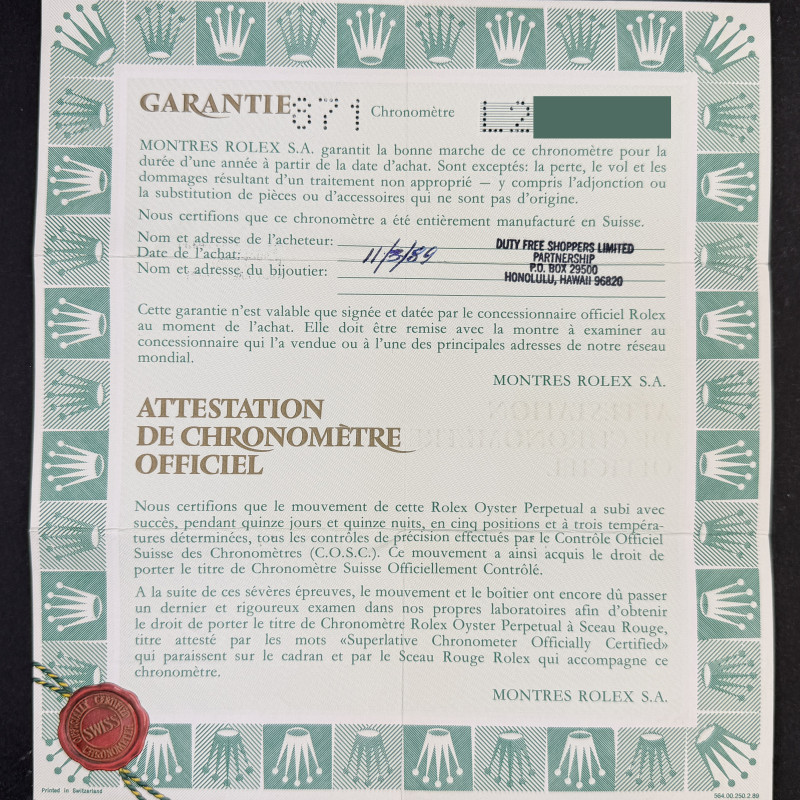 GARANTIE 871 Chronomètre L2
MONTRES ROLEX S.A. garantit la bonne marche de ce chronomètre pour la
durée d'une année à partir de la date d'achat. Sont exceptés: la perte, le vol et les
dommages résultant d'un traitement non approprié — y compris l'adjonction ou
la substitution de pièces ou d'accessoires qui ne sont pas d'origine.
Nous certifions que ce chronomètre a été entièrement manufacturé en Suisse.
Nom et adresse de l'acheteur:
Date de l'achat: 11/3/89
Nom et adresse du bijoutier:
DUTY FREE SHOPPERS LIMITED
PARTNERSHIP
P.O. BOX 29500
HONOLULU, HAWAII 96820
Cette garantie n'est valable que signée et datée par le concessionnaire officiel Rolex
au moment de l'achat. Elle doit être remise avec la montre à examiner au
concessionnaire qui l'a vendue ou à l'une des principales adresses de notre réseau
mondial.
MONTRES ROLEX S.A.
ATTESTATION
DE CHRONOMÈTRE
OFFICIEL
Nous certifions que le mouvement de cette Rolex Oyster Perpetual a subi avec
succès, pendant quinze jours et quinze nuits, en cinq positions et à trois tempéra-
tures déterminées, tous les contrôles de précision effectués par le Contrôle Officiel
Suisse des Chronomètres (C.O.S.C.). Ce mouvement a ainsi acquis le droit de
porter le titre de Chronomètre Suisse Officiellement Contrôlé.
A la suite de ces sévères épreuves, le mouvement et le boîtier ont encore dû passer
un dernier et rigoureux examen dans nos propres laboratoires afin d'obtenir
le droit de porter le titre de Chronomètre Rolex Oyster Perpetual à Sceau Rouge,
titre attesté par les mots «Superlative Chronometer Officially Certified»
qui paraissent sur le cadran et par le Sceau Rouge Rolex qui accompagne ce
chronomètre.
MONTRES ROLEX S.A.
OFFICIALLY CERTIFIED
SWISS
CHRONOMETER
Printed in Switzerland
564.00.250.2.89